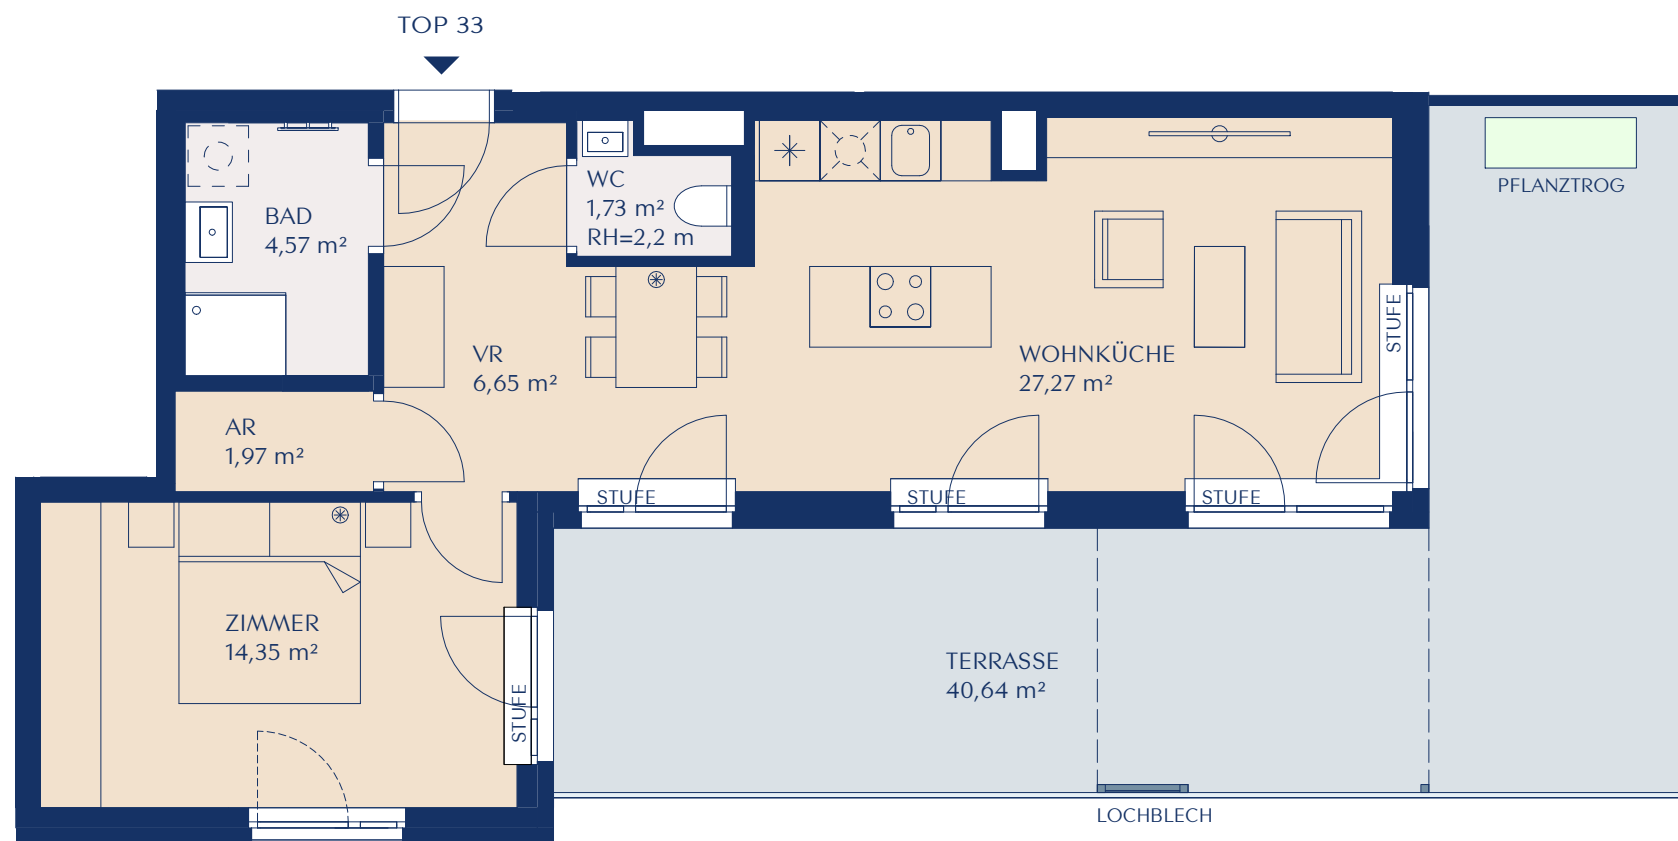 TOP 33
PFLANZTROG
WC
1,73 m²
RH=2,2 m
BAD
4,57 m²
STUFE
VR
6,65 m²
WOHNKÜCHE
27,27 m²
AR
1,97 m²
STUFE
STUFE
STUFE
ZIMMER
14,35 m²
STUFE
TERRASSE
40,64 m²
LOCHBLECH